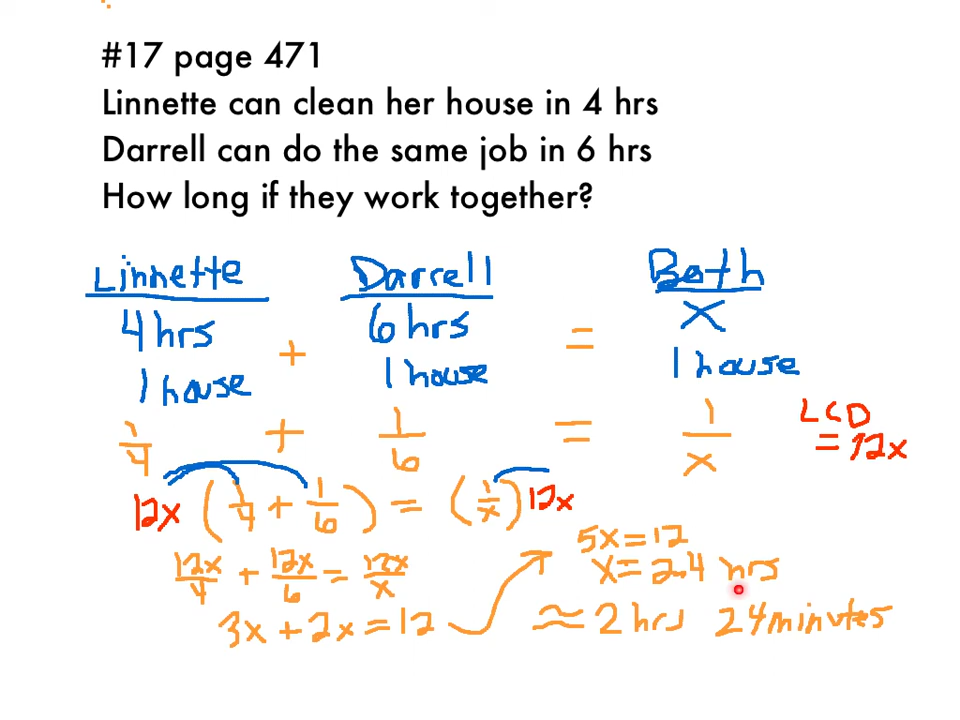 #17 page 471
Linnette can clean her house in 4 hrs
Darrell can do the same job in 6 hrs
How long if they work together?
Linnette Darrell Both
4 hrs + 6 hrs = x
1 house 1 house 1 house
1/4 + 1/6 = 1/x LCD = 12x
12x (1/4 + 1/6) = (1/x) 12x
12x/4 + 12x/6 = 12x/x
3x + 2x = 12
5x = 12
x = 2.4 hrs
≈ 2 hrs 24 minutes